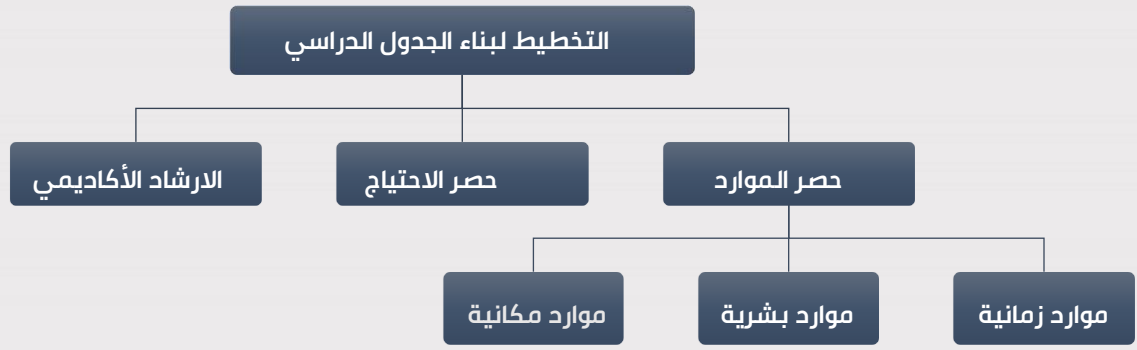 التخطيط لبناء الجدول الدراسي
حصر الموارد
حصر الاحتياج
الارشاد الأكاديمي
موارد زمانية
موارد بشرية
موارد مكانية